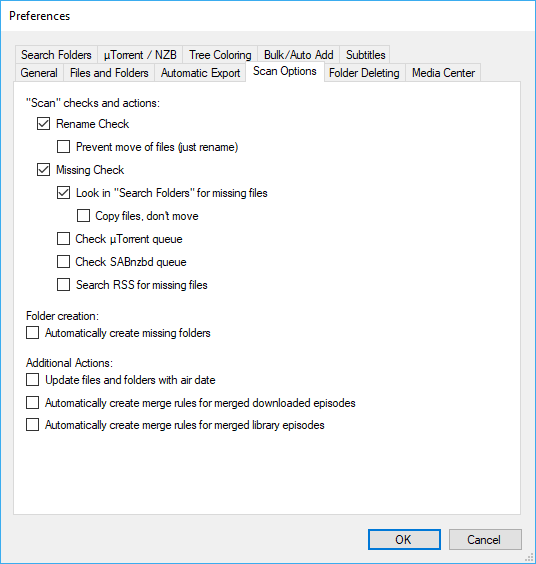 Preferences
Search Folders µTorrent / NZB Tree Coloring Bulk/Auto Add Subtitles
General Files and Folders Automatic Export Scan Options Folder Deleting Media Center
"Scan" checks and actions:
Rename Check
Prevent move of files (just rename)
Missing Check
Look in "Search Folders" for missing files
Copy files, don't move
Check µTorrent queue
Check SABnzbd queue
Search RSS for missing files
Folder creation:
Automatically create missing folders
Additional Actions:
Update files and folders with air date
Automatically create merge rules for merged downloaded episodes
Automatically create merge rules for merged library episodes
OK Cancel